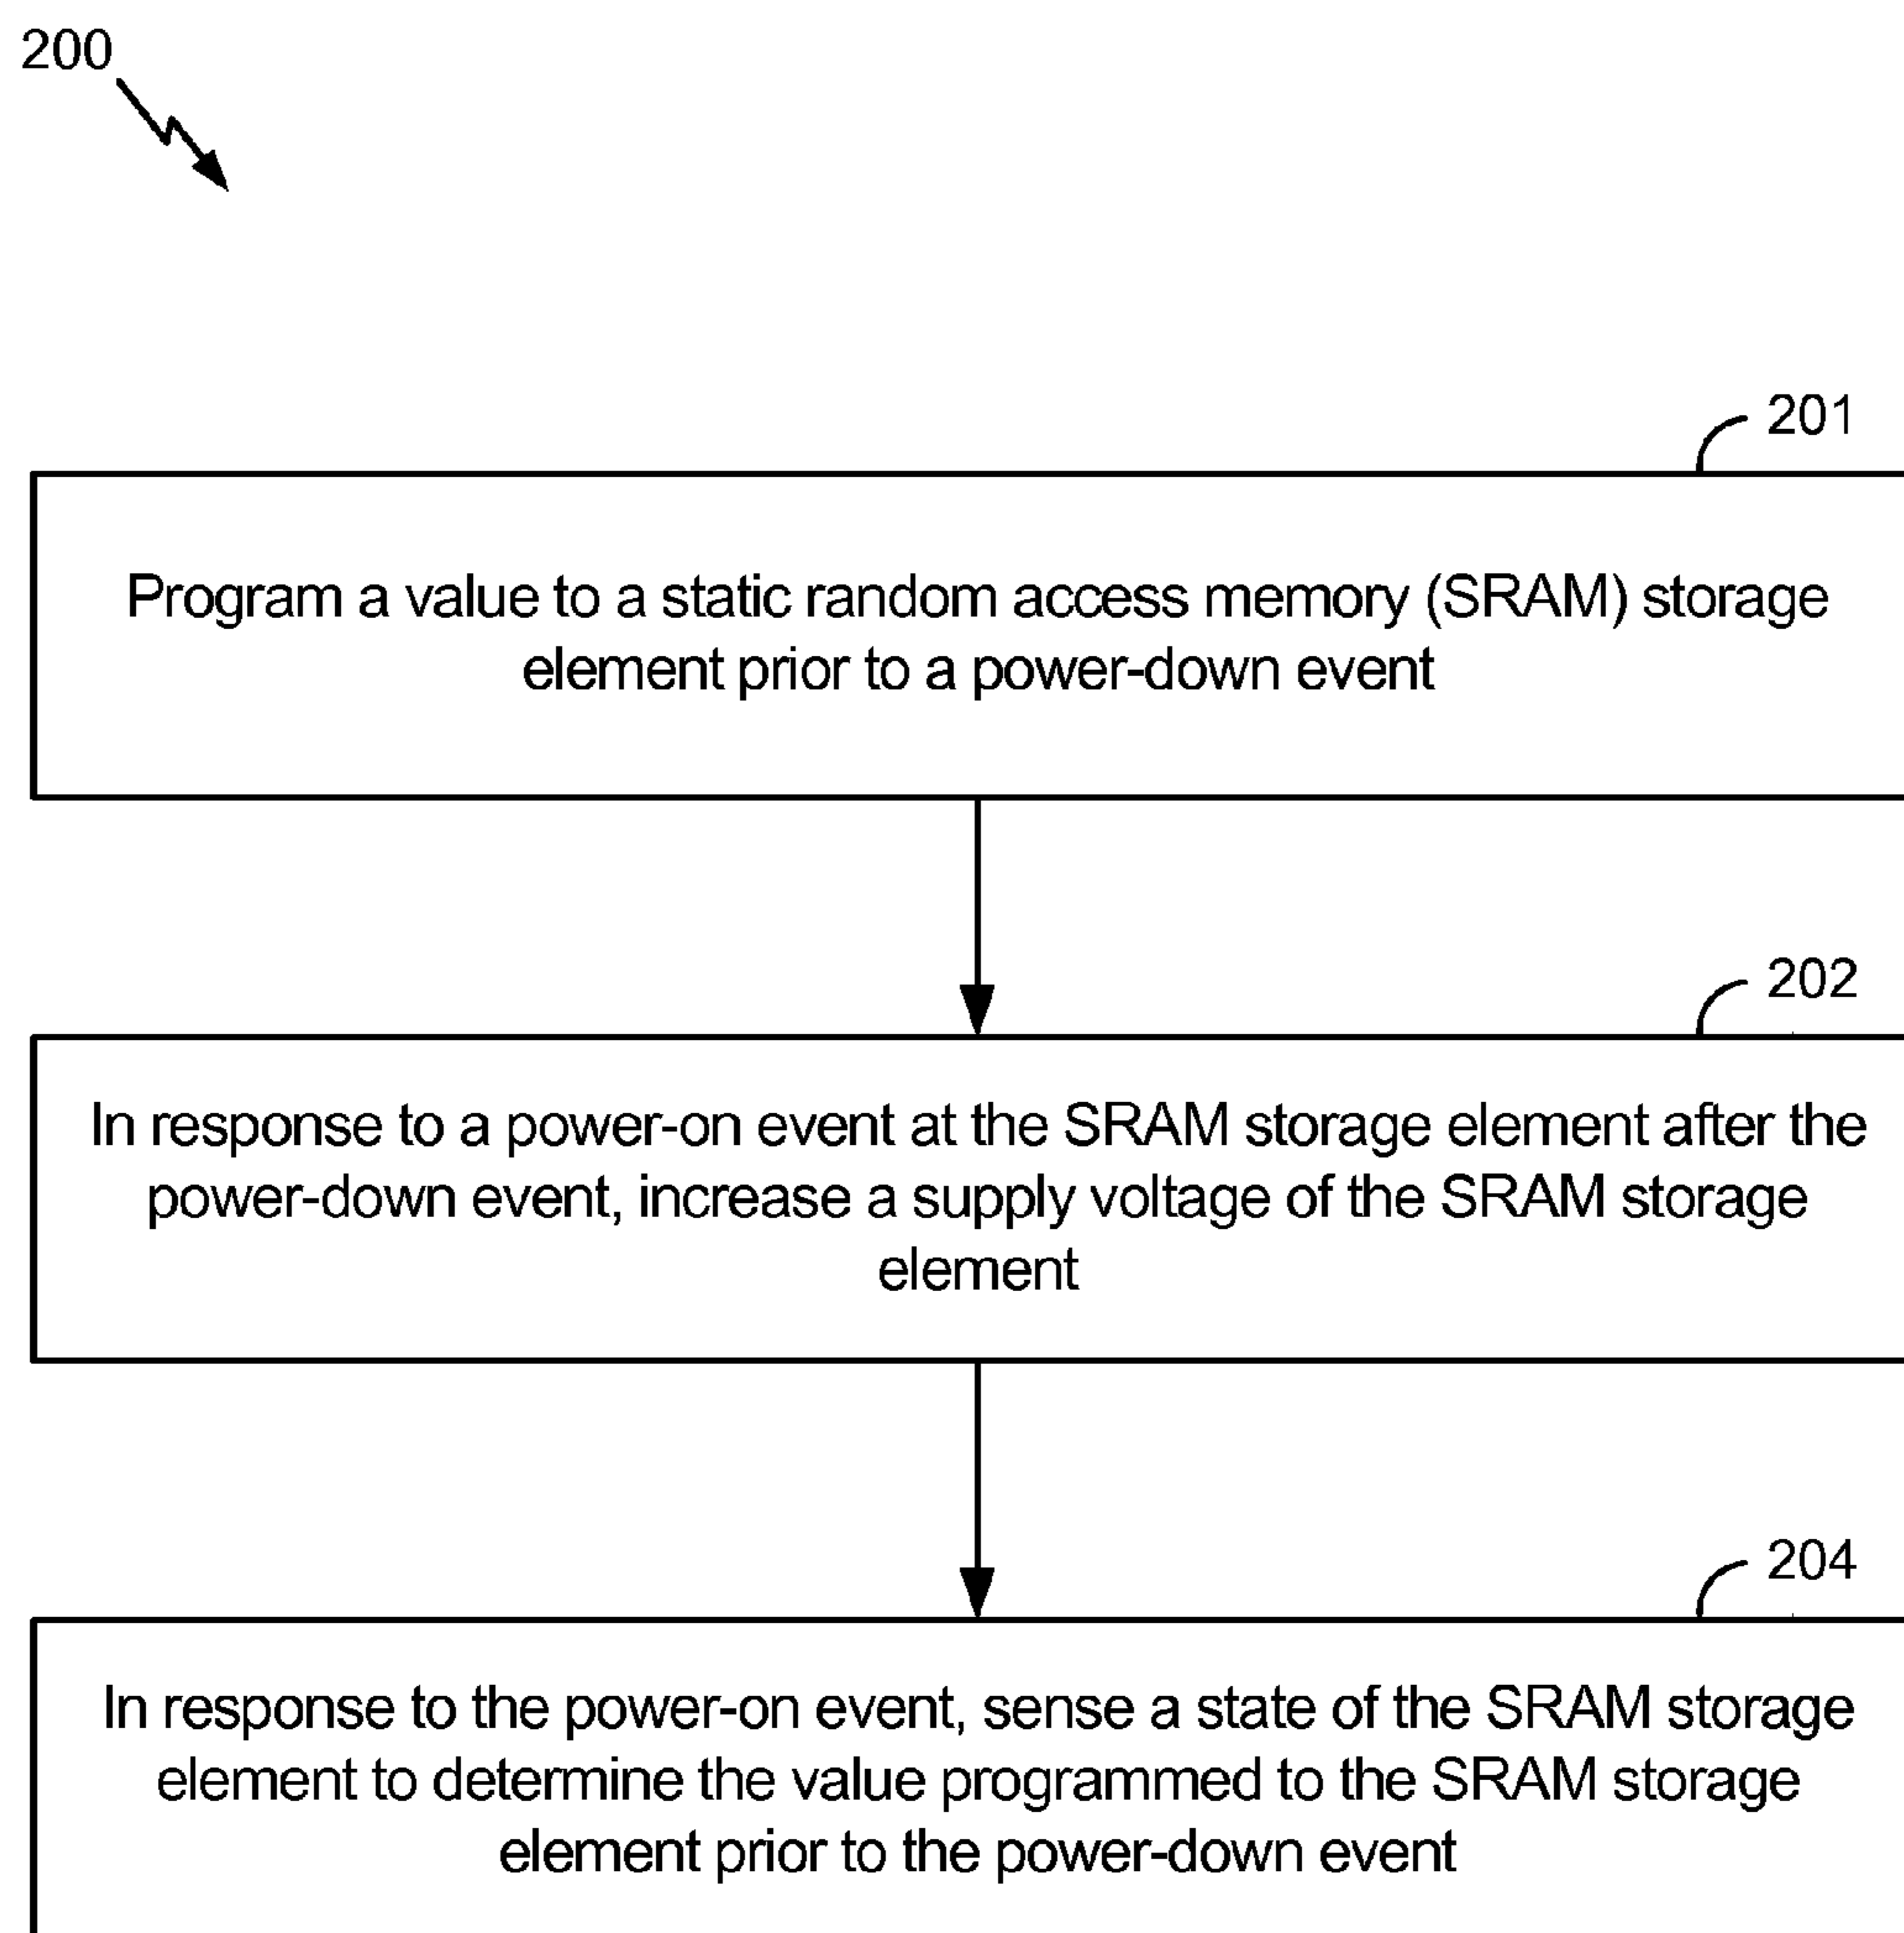 200
201
Program a value to a static random access memory (SRAM) storage
element prior to a power-down event
202
In response to a power-on event at the SRAM storage element after the
power-down event, increase a supply voltage of the SRAM storage
element
204
In response to the power-on event, sense a state of the SRAM storage
element to determine the value programmed to the SRAM storage
element prior to the power-down event